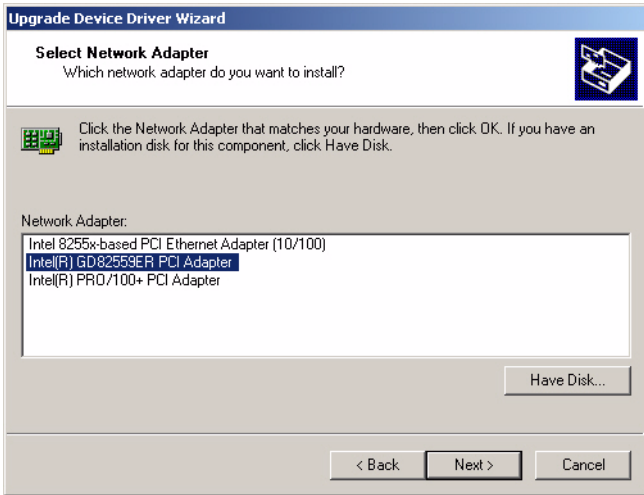 Upgrade Device Driver Wizard
Select Network Adapter
Which network adapter do you want to install?
Click the Network Adapter that matches your hardware, then click OK. If you have an
installation disk for this component, click Have Disk.
Network Adapter:
Intel 8255x-based PCI Ethernet Adapter (10/100)
Intel(R) GD82559ER PCI Adapter
Intel(R) PRO/100+ PCI Adapter
Have Disk...
< Back
Next >
Cancel